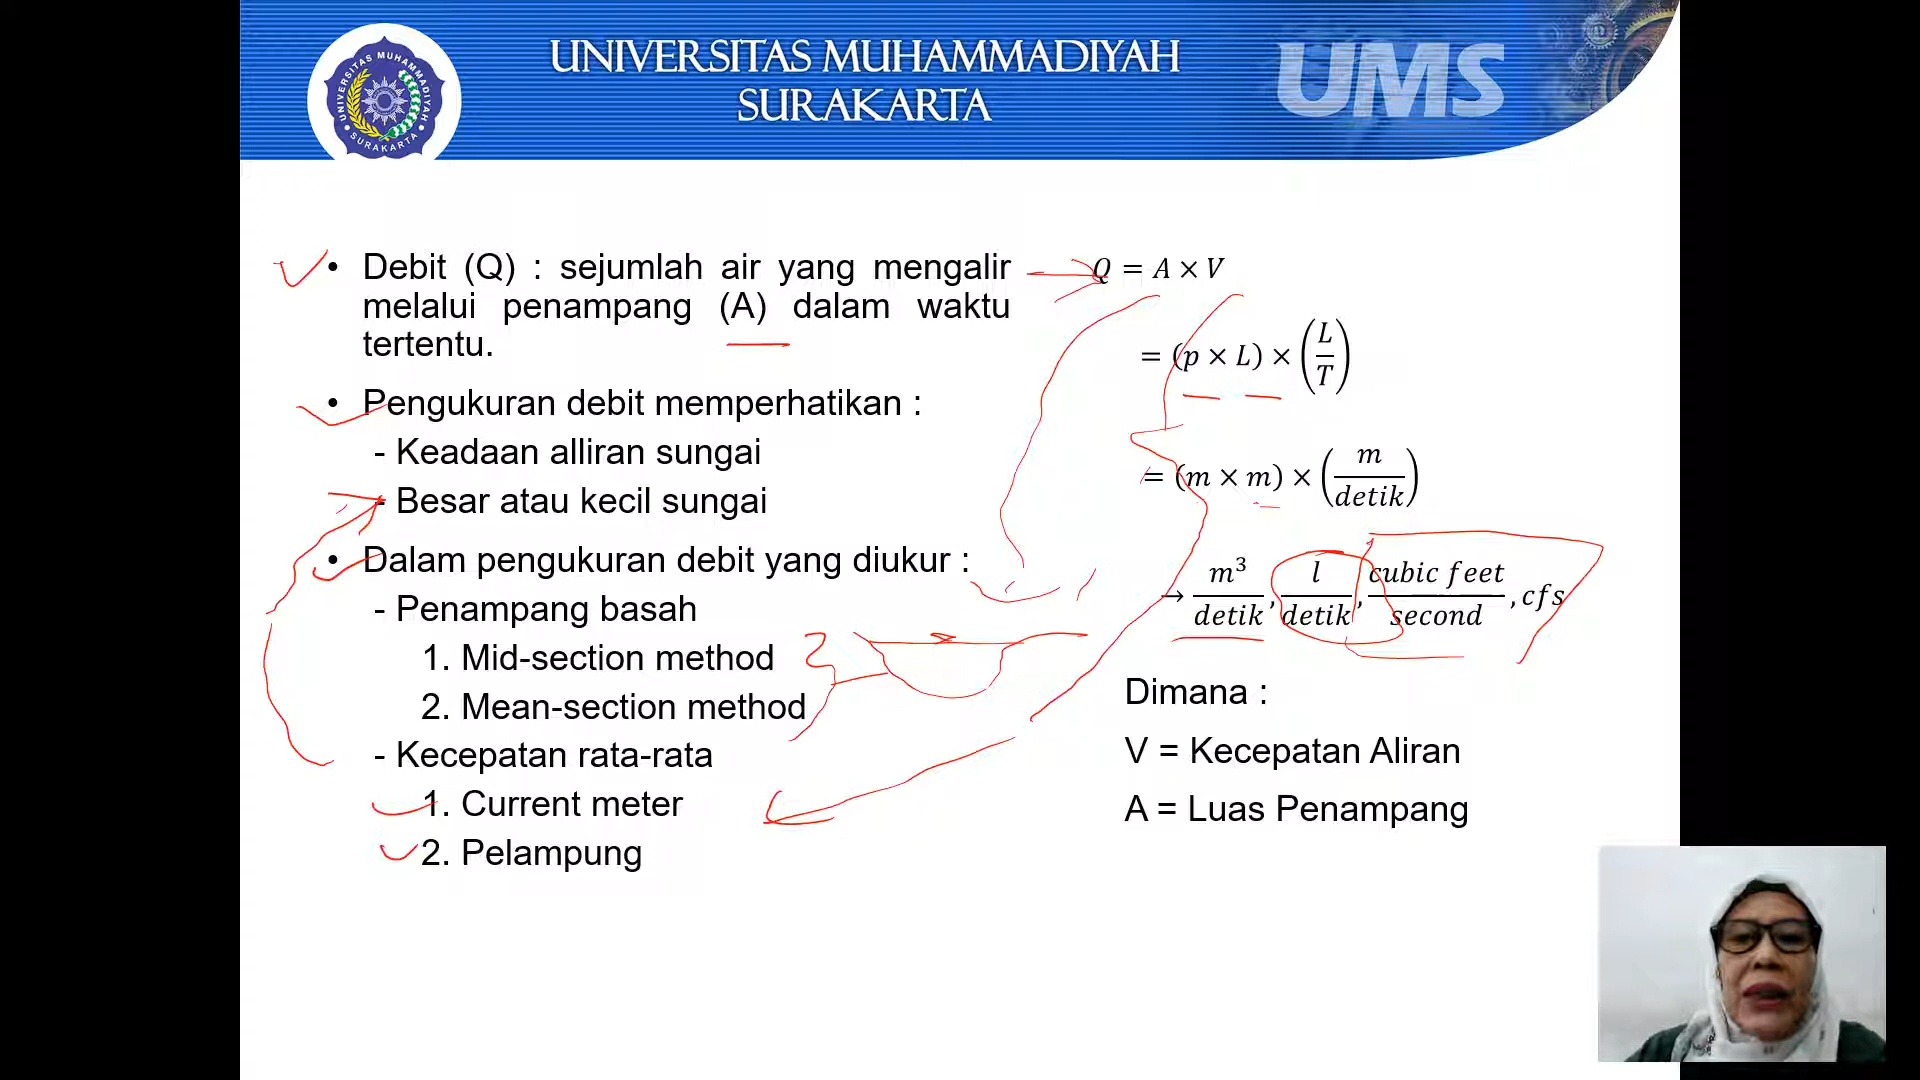 UNIVERSITAS MUHAMMADIYAH
SURAKARTA
UMS
UNIVERSITAS MUHAMMADIYAH
SURAKARTA
• Debit (Q) : sejumlah air yang mengalir
melalui penampang (A) dalam waktu
tertentu.
• Pengukuran debit memperhatikan :
- Keadaan alliran sungai
- Besar atau kecil sungai
• Dalam pengukuran debit yang diukur :
- Penampang basah
1. Mid-section method
2. Mean-section method
- Kecepatan rata-rata
1. Current meter
2. Pelampung
Q = A × V
= (p × L) × (L/T)
= (m × m) × (m/detik)
→ m³/detik, l/detik, cubic feet/second, cfs
Dimana :
V = Kecepatan Aliran
A = Luas Penampang